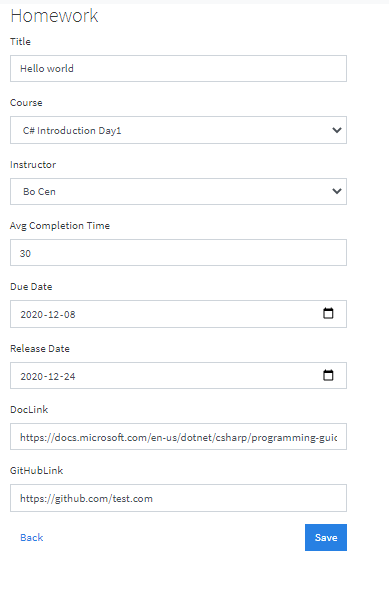 Homework
Title
Hello world
Course
C# Introduction Day1
Instructor
Bo Cen
Avg Completion Time
30
Due Date
2020-12-08
Release Date
2020-12-24
DocLink
https://docs.microsoft.com/en-us/dotnet/csharp/programming-guid
GitHubLink
https://github.com/test.com
Back Save